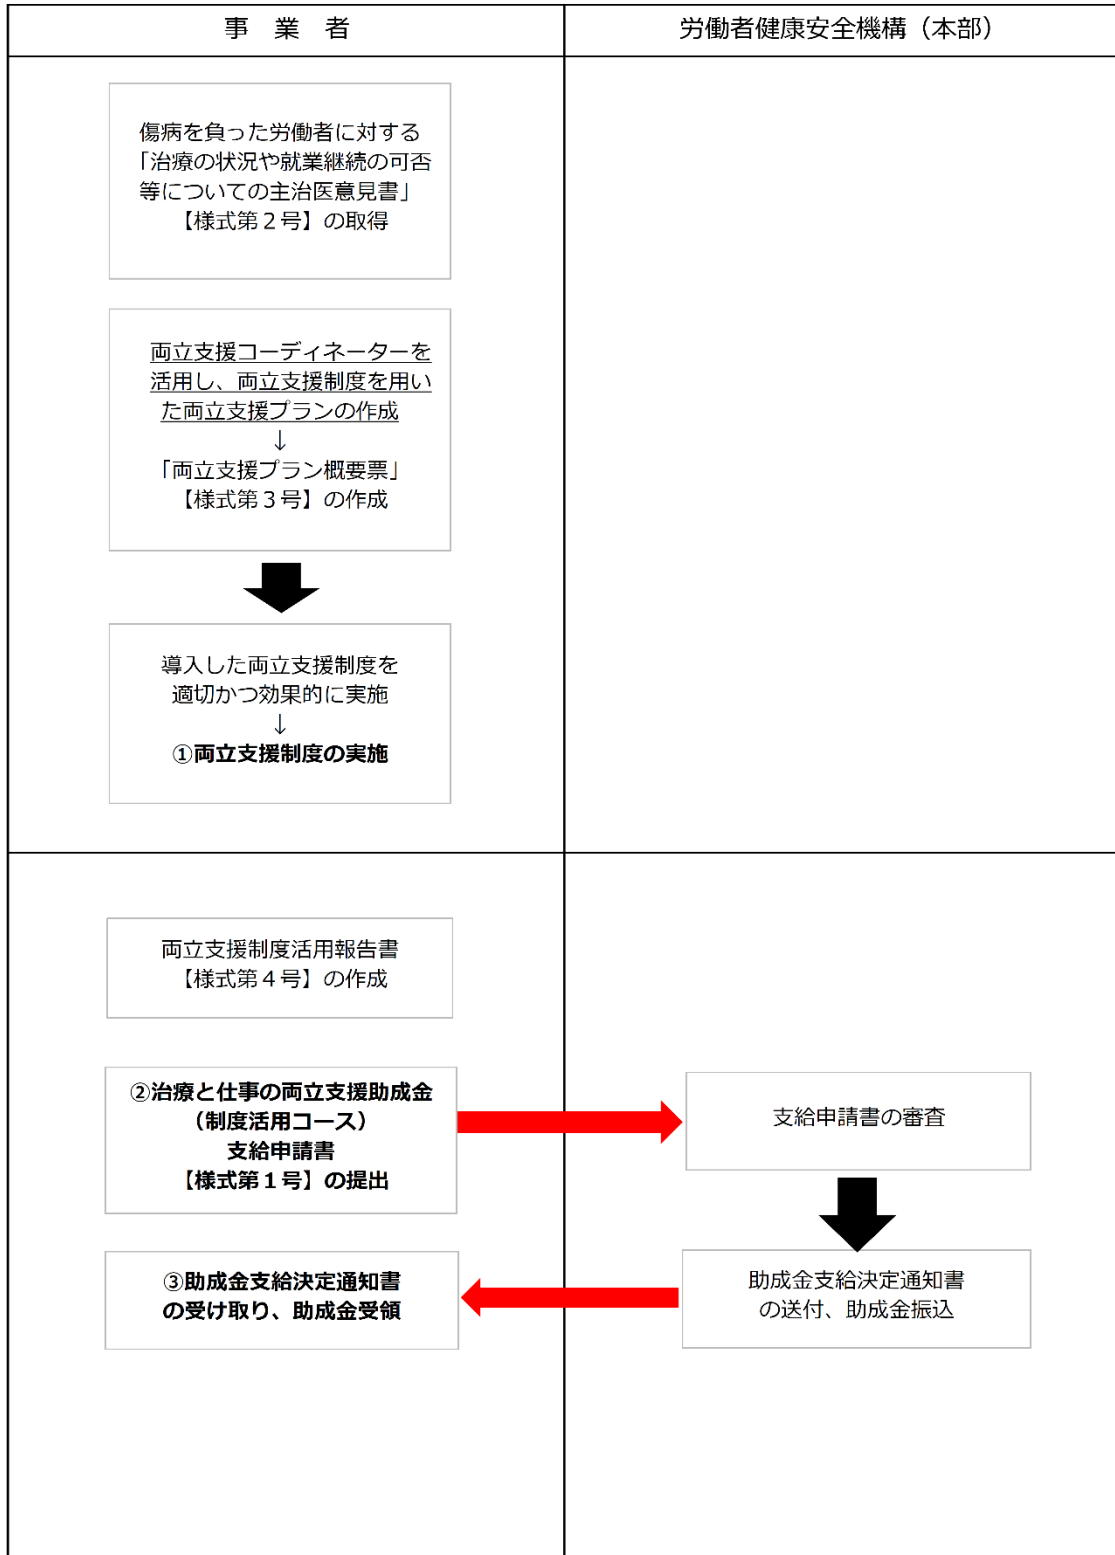 事　業　者
労働者健康安全機構（本部）
傷病を負った労働者に対する
「治療の状況や就業継続の可否
等についての主治医意見書」
【様式第２号】の取得
両立支援コーディネーターを
活用し、両立支援制度を用い
た両立支援プランの作成
↓
「両立支援プラン概要票」
【様式第３号】の作成
導入した両立支援制度を
適切かつ効果的に実施
↓
①両立支援制度の実施
両立支援制度活用報告書
【様式第４号】の作成
②治療と仕事の両立支援助成金
（制度活用コース）
支給申請書
【様式第１号】の提出
支給申請書の審査
助成金支給決定通知書
の送付、助成金振込
③助成金支給決定通知書
の受け取り、助成金受領